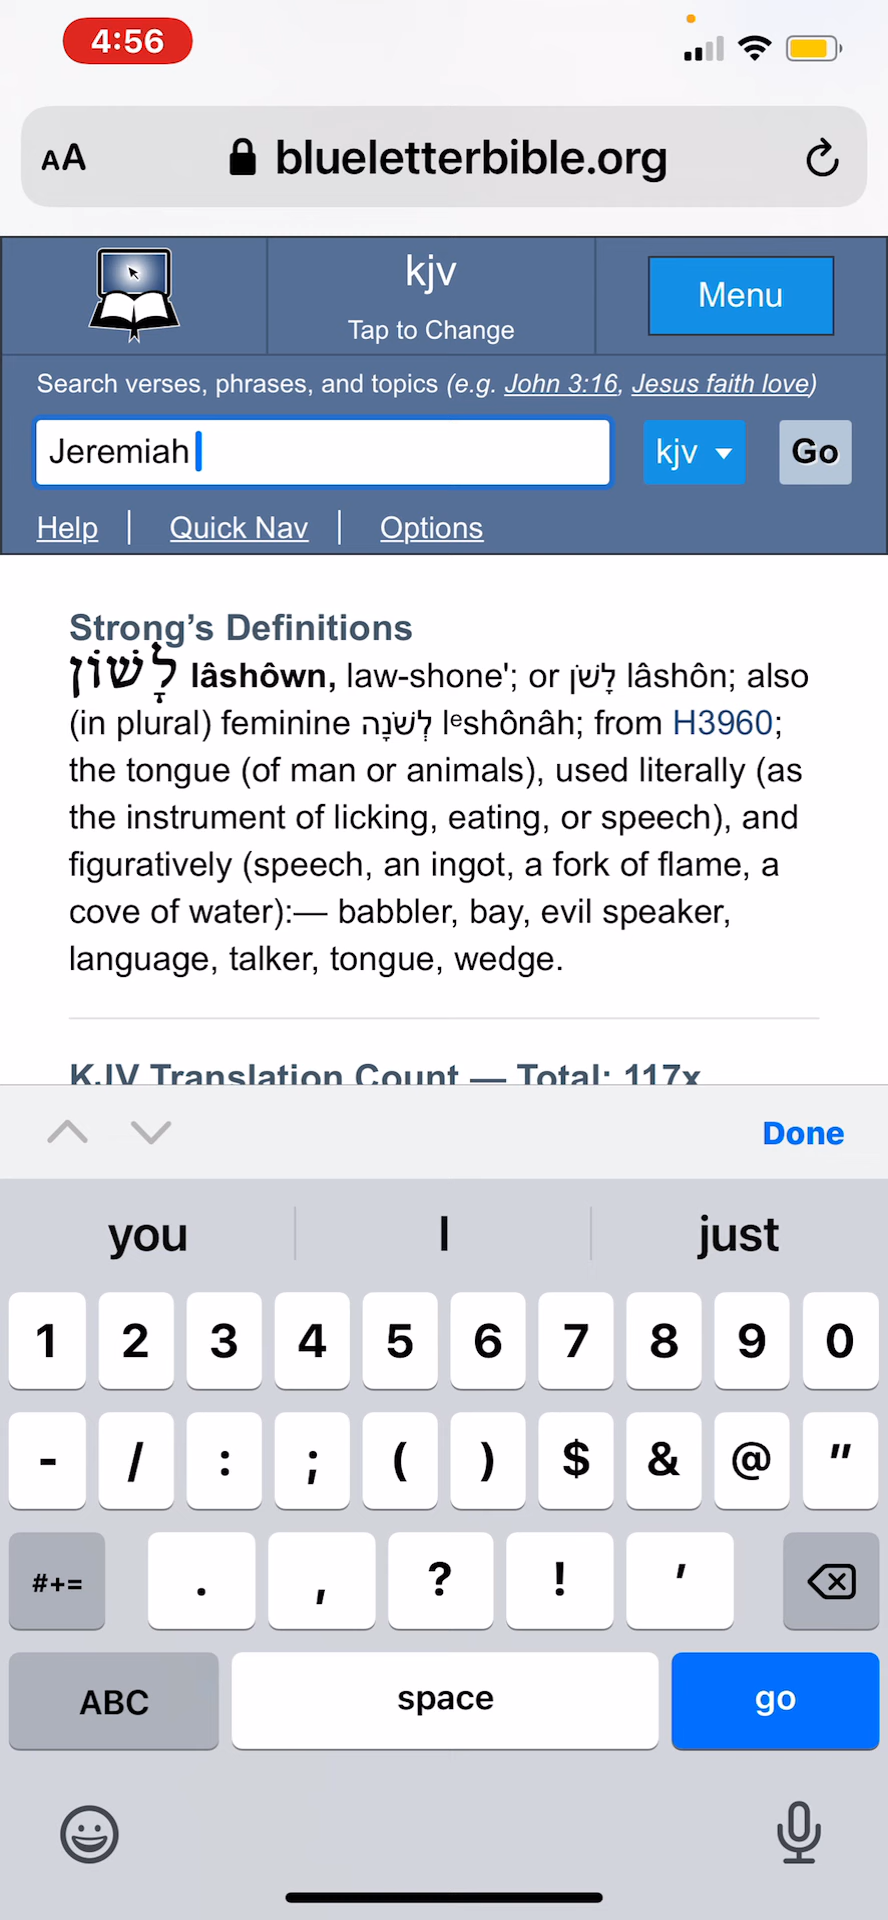 4:56
AA blueletterbible.org
kjv
Tap to Change
Menu
Search verses, phrases, and topics (e.g. John 3:16, Jesus faith love)
Jeremiah
kjv
Go
Help | Quick Nav | Options
Strong’s Definitions
לָשׁוֹן lâshôwn, law-shone'; or לָשֹׁן lâshôn; also
(in plural) feminine לְשֹׁנָה lᵉshônâh; from H3960;
the tongue (of man or animals), used literally (as
the instrument of licking, eating, or speech), and
figuratively (speech, an ingot, a fork of flame, a
cove of water):— babbler, bay, evil speaker,
language, talker, tongue, wedge.
KJV Translation Count — Total: 117x
Done
you I just
1 2 3 4 5 6 7 8 9 0
- / : ; ( ) $ & @ "
#+= . , ? ! '
ABC space go